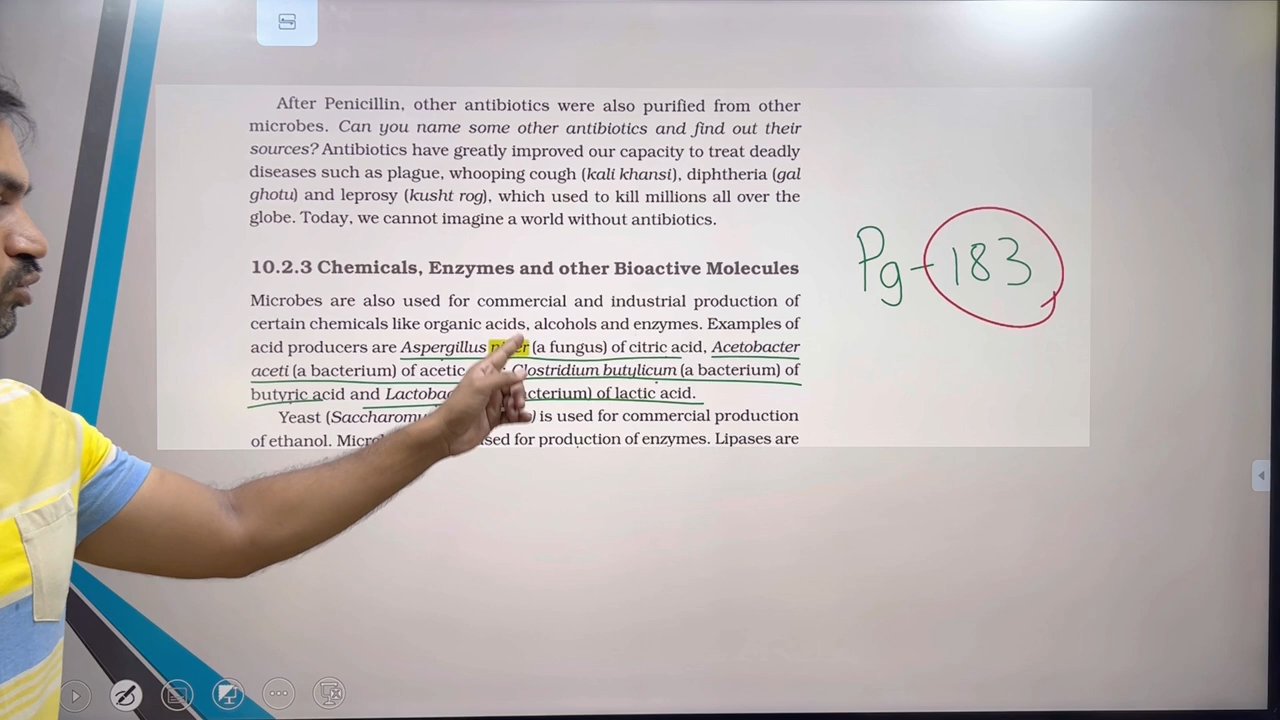 After Penicillin, other antibiotics were also purified from other
microbes. Can you name some other antibiotics and find out their
sources? Antibiotics have greatly improved our capacity to treat deadly
diseases such as plague, whooping cough (kali khansi), diphtheria (gal
ghotu) and leprosy (kusht rog), which used to kill millions all over the
globe. Today, we cannot imagine a world without antibiotics.
10.2.3 Chemicals, Enzymes and other Bioactive Molecules
Microbes are also used for commercial and industrial production of
certain chemicals like organic acids, alcohols and enzymes. Examples of
acid producers are Aspergillus niger (a fungus) of citric acid, Acetobacter
aceti (a bacterium) of acetic Clostridium butylicum (a bacterium) of
butyric acid and of lactic acid.
Yeast ( is used for commercial production
of ethanol. for production of enzymes. Lipases are
Pg-183